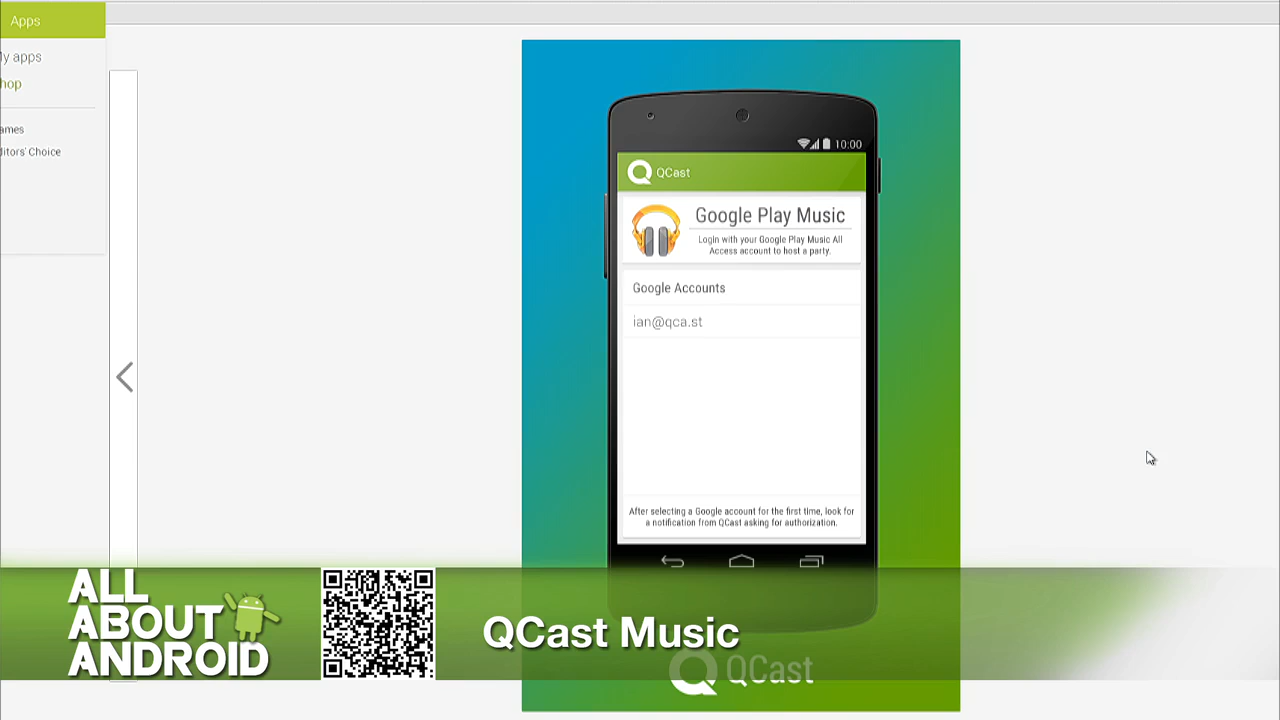 Apps
My apps
hop
ames
ditors' Choice
10:00
QCast
Google Play Music
Login with your Google Play Music All
Access account to host a party.
Google Accounts
ian@qca.st
After selecting a Google account for the first time, look for
a notification from QCast asking for authorization.
ALL
ABOUT
ANDROID
QCast Music
QCast